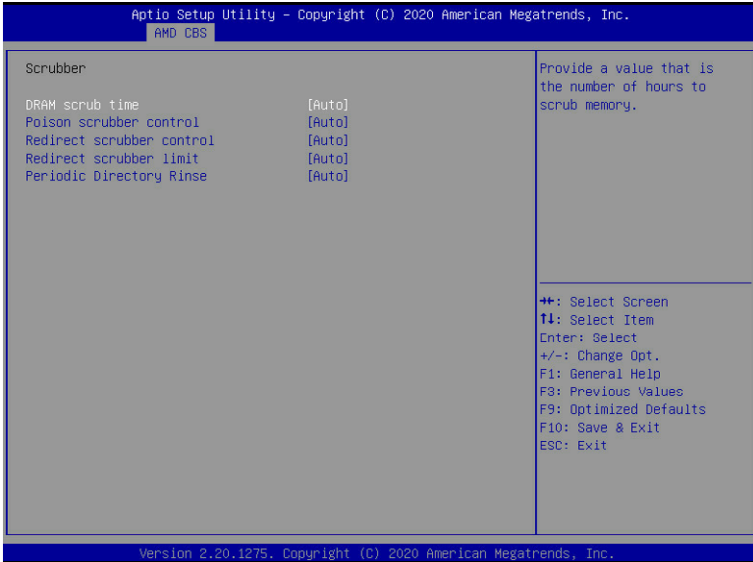 Aptio Setup Utility – Copyright (C) 2020 American Megatrends, Inc.
AMD CBS
Scrubber
DRAM scrub time [Auto]
Poison scrubber control [Auto]
Redirect scrubber control [Auto]
Redirect scrubber limit [Auto]
Periodic Directory Rinse [Auto]
Provide a value that is
the number of hours to
scrub memory.
→←: Select Screen
↑↓: Select Item
Enter: Select
+/-: Change Opt.
F1: General Help
F3: Previous Values
F9: Optimized Defaults
F10: Save & Exit
ESC: Exit
Version 2.20.1275. Copyright (C) 2020 American Megatrends, Inc.